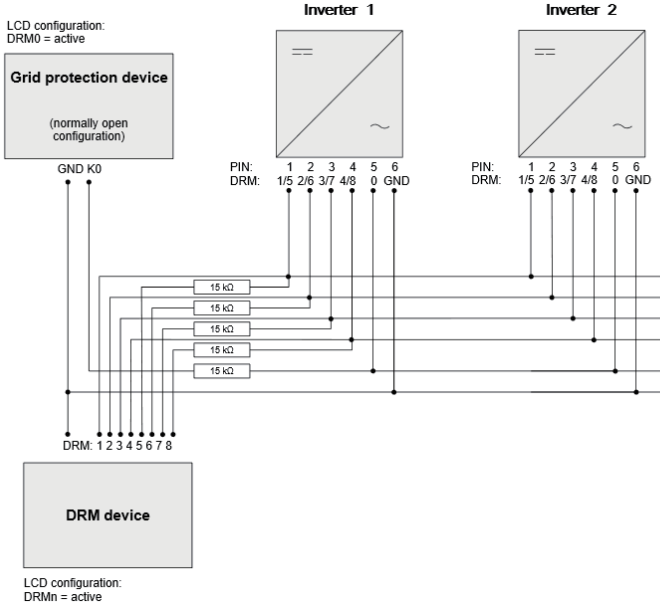 Inverter 1
Inverter 2
LCD configuration:
DRM0 = active
Grid protection device
(normally open
configuration)
GND K0
PIN: 1 2 3 4 5 6
DRM: 1/5 2/6 3/7 4/8 0 GND
PIN: 1 2 3 4 5 6
DRM: 1/5 2/6 3/7 4/8 0 GND
15 kΩ
15 kΩ
15 kΩ
15 kΩ
15 kΩ
DRM: 1 2 3 4 5 6 7 8
DRM device
LCD configuration:
DRMn = active